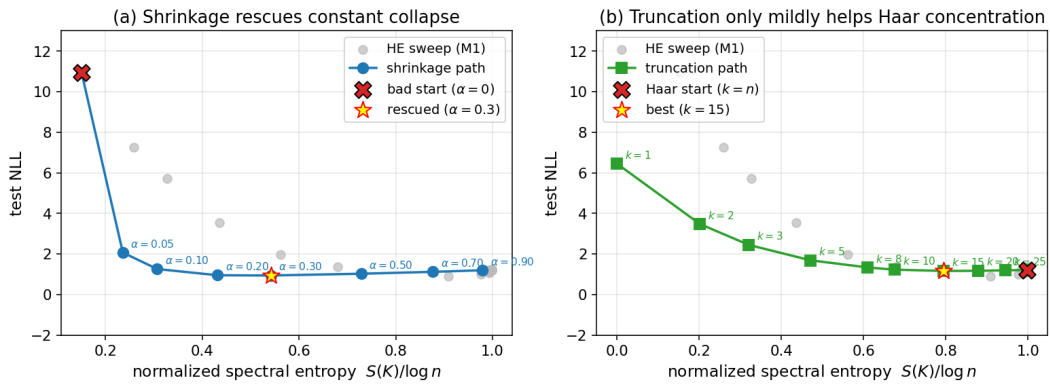 (a) Shrinkage rescues constant collapse
HE sweep (M1)
shrinkage path
bad start (α = 0)
rescued (α = 0.3)
α = 0.05
α = 0.10
α = 0.20
α = 0.30
α = 0.50
α = 0.70
α = 0.90
12
10
8
6
4
2
0
−2
test NLL
0.2
0.4
0.6
0.8
1.0
normalized spectral entropy S(K)/log n
(b) Truncation only mildly helps Haar concentration
HE sweep (M1)
truncation path
Haar start (k = n)
best (k = 15)
k = 1
k = 2
k = 3
k = 5
k = 8
k = 10
k = 15
k = 20
k = 25
12
10
8
6
4
2
0
−2
test NLL
0.0
0.2
0.4
0.6
0.8
1.0
normalized spectral entropy S(K)/log n